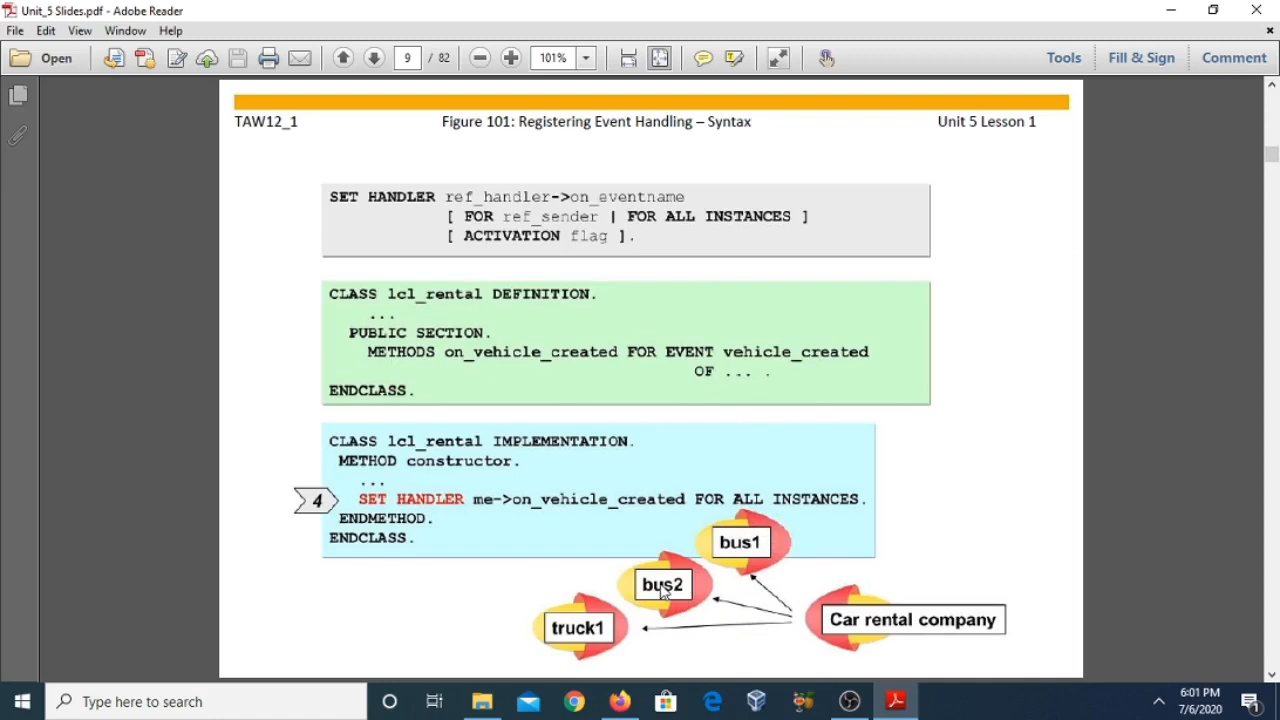 Unit_5 Slides.pdf - Adobe Reader
File Edit View Window Help
Open 9 / 82 101% Tools Fill & Sign Comment
TAW12_1 Figure 101: Registering Event Handling – Syntax Unit 5 Lesson 1
SET HANDLER ref_handler->on_eventname
[ FOR ref_sender | FOR ALL INSTANCES ]
[ ACTIVATION flag ].
CLASS lcl_rental DEFINITION.
...
PUBLIC SECTION.
METHODS on_vehicle_created FOR EVENT vehicle_created
OF ... .
ENDCLASS.
CLASS lcl_rental IMPLEMENTATION.
METHOD constructor.
...
4 SET HANDLER me->on_vehicle_created FOR ALL INSTANCES.
ENDMETHOD.
ENDCLASS.
bus1
bus2
truck1 Car rental company
Type here to search
6:01 PM
7/6/2020
1